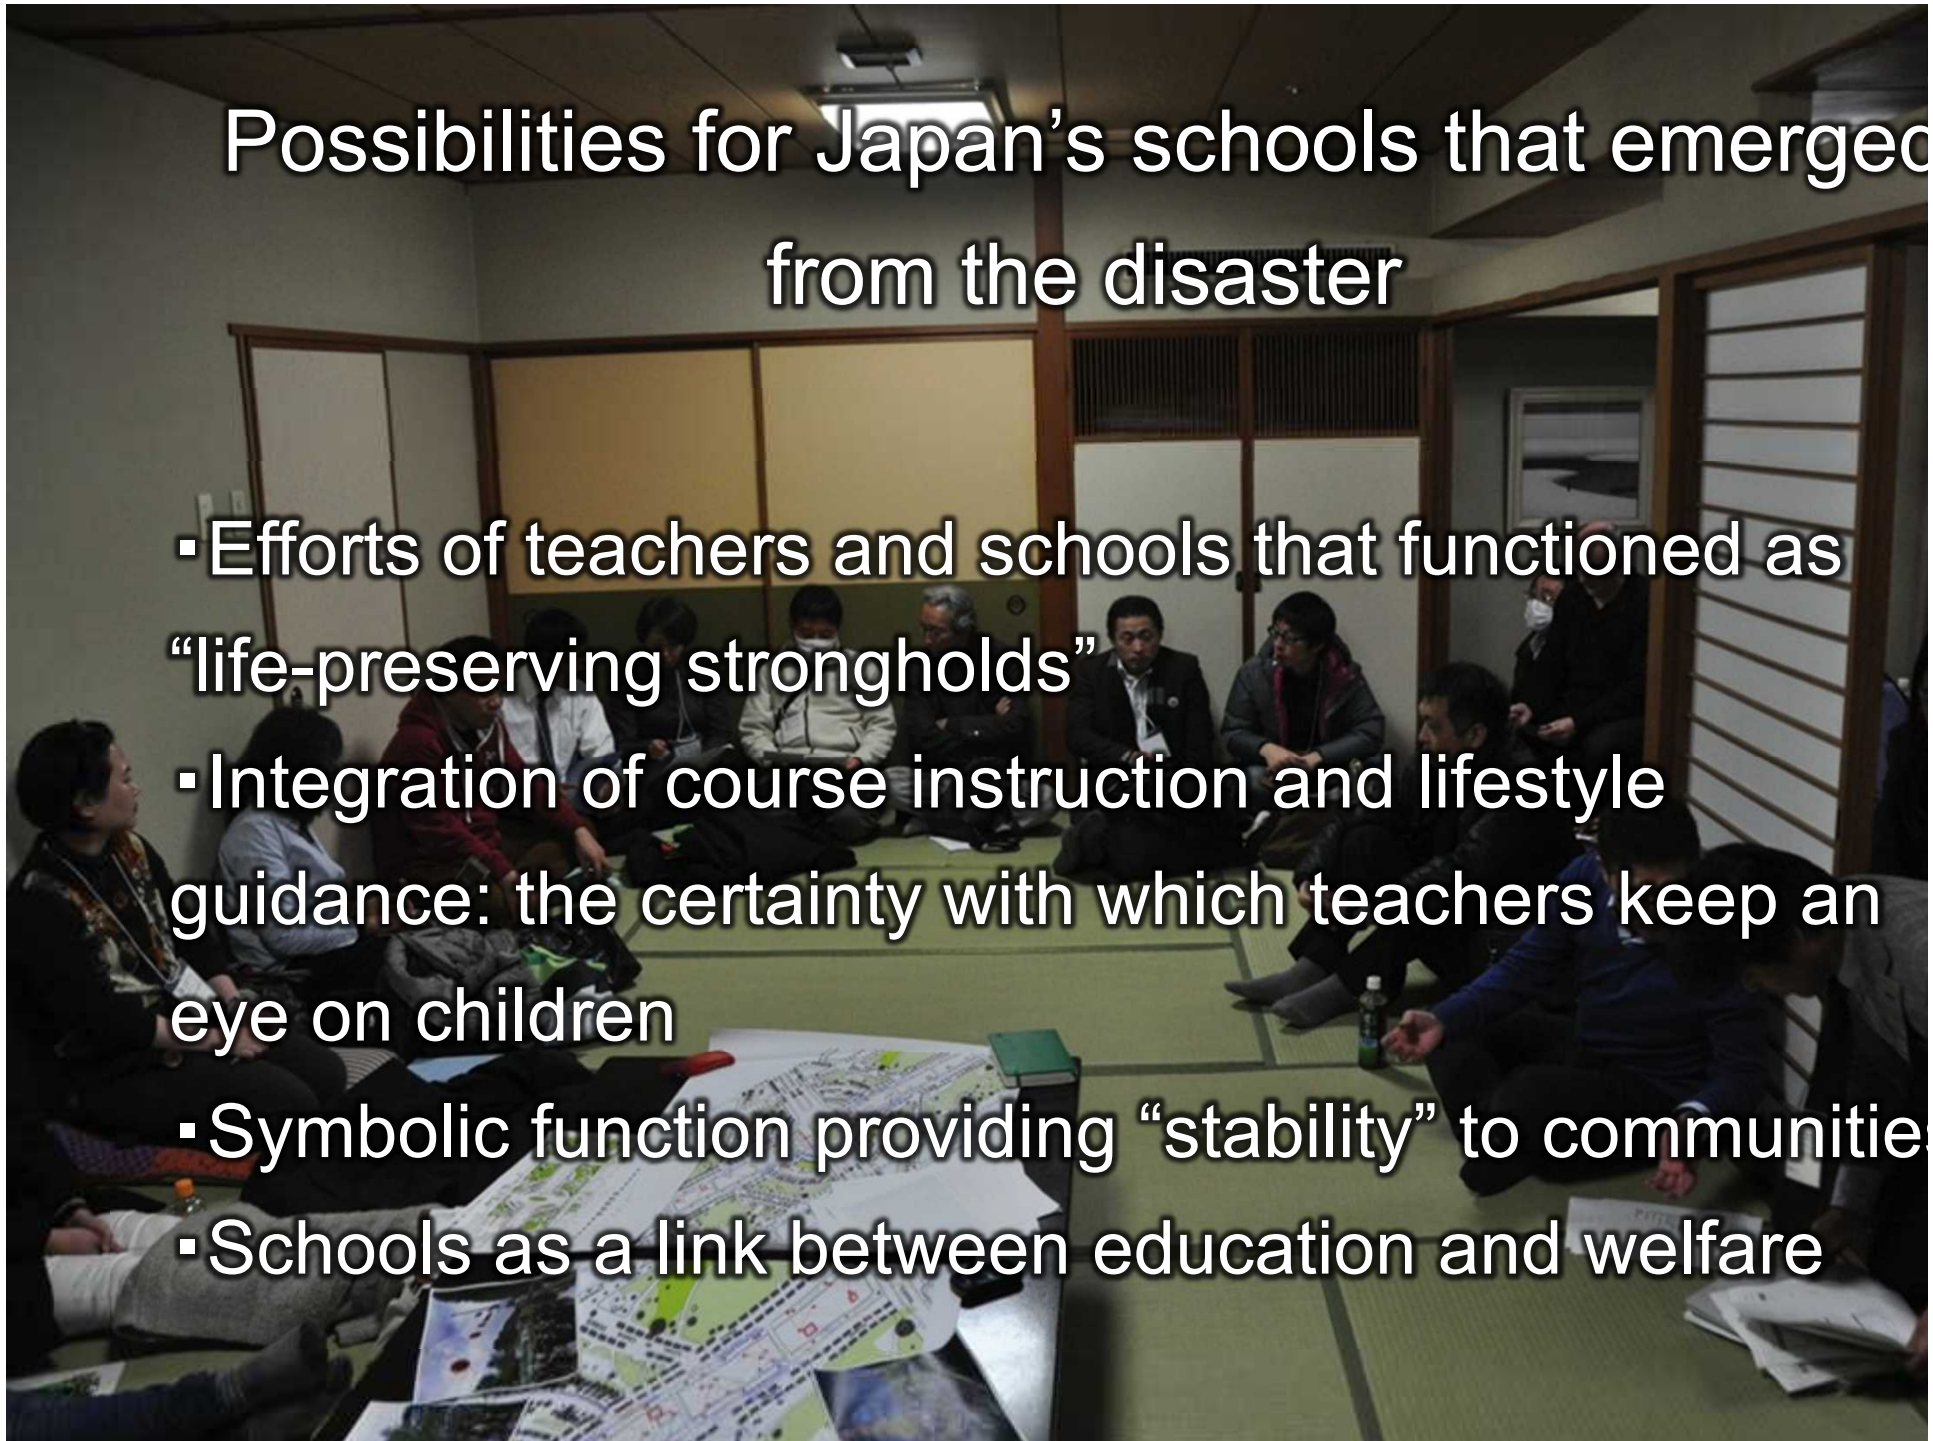 Possibilities for Japan’s schools that emerged
from the disaster
▪Efforts of teachers and schools that functioned as
“life-preserving strongholds”
▪Integration of course instruction and lifestyle
guidance: the certainty with which teachers keep an
eye on children
▪Symbolic function providing “stability” to communities
▪Schools as a link between education and welfare